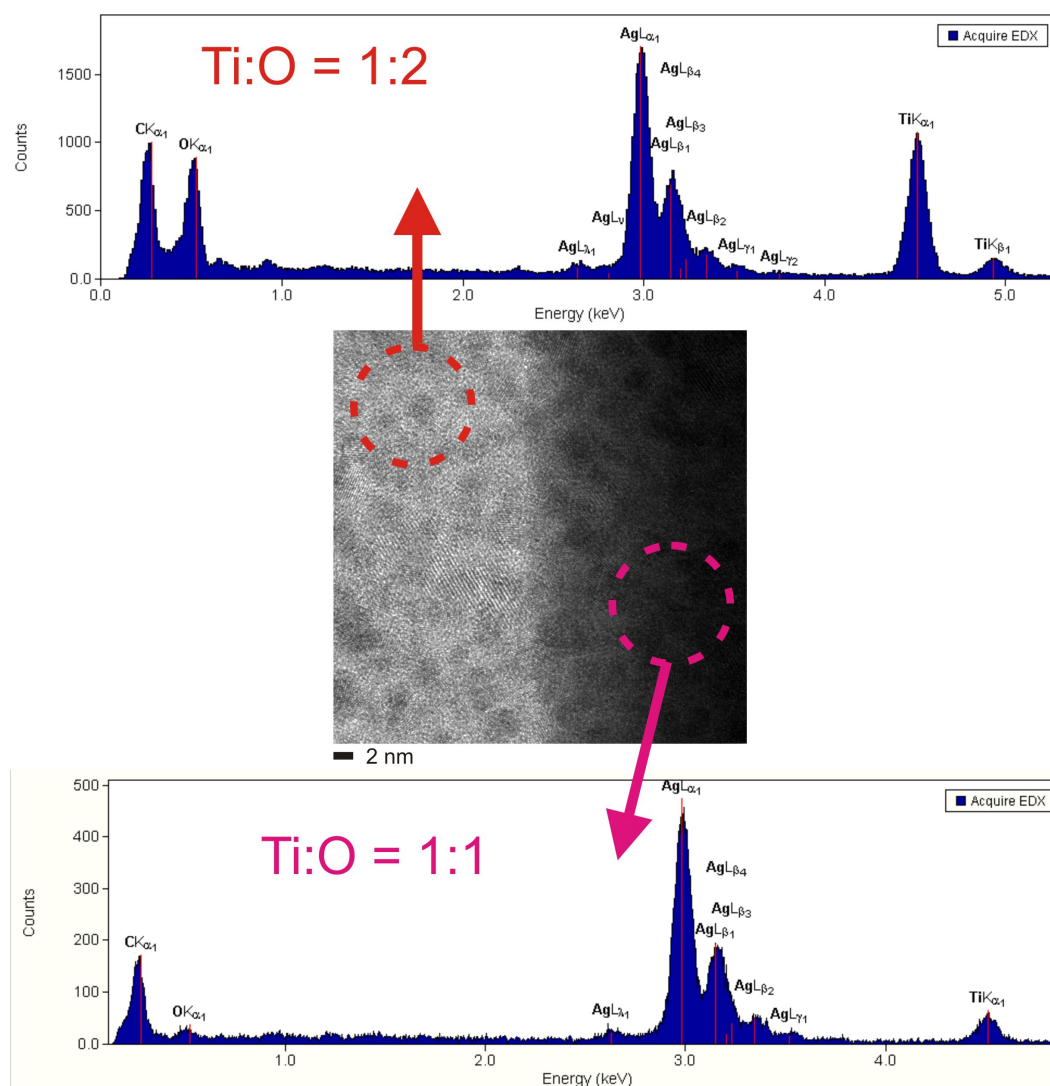 Ti:O = 1:2
Acquire EDX
Counts
1500
1000
500
0.0
CKα1
OKα1
AgLλ1
AgLν
AgLα1
AgLβ4
AgLβ3
AgLβ1
AgLβ2
AgLγ1
AgLγ2
TiKα1
TiKβ1
0.0 1.0 2.0 3.0 4.0 5.0
Energy (keV)
2 nm
Ti:O = 1:1
Acquire EDX
Counts
500
400
300
200
100
0.0
CKα1
OKα1
AgLλ1
AgLα1
AgLβ4
AgLβ3
AgLβ1
AgLβ2
AgLγ1
TiKα1
1.0 2.0 3.0 4.0
Energy (keV)